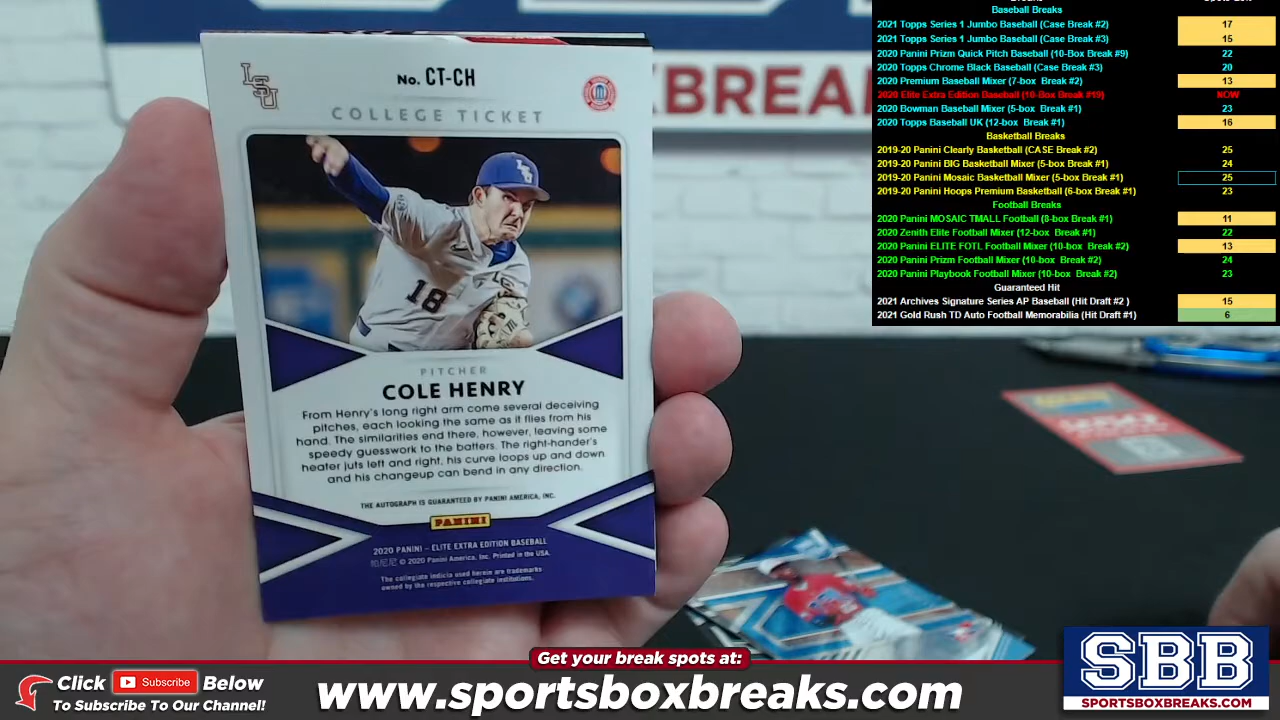 Baseball Breaks
2021 Topps Series 1 Jumbo Baseball (Case Break #2) 17
2021 Topps Series 1 Jumbo Baseball (Case Break #3) 15
2020 Panini Prizm Quick Pitch Baseball (10-Box Break #9) 22
2020 Topps Chrome Black Baseball (Case Break #3) 20
2020 Premium Baseball Mixer (7-box Break #2) 13
2020 Elite Extra Edition Baseball (10-Box Break #19) NOW
2020 Bowman Baseball Mixer (5-box Break #1) 23
2020 Topps Baseball UK (12-box Break #1) 16
Basketball Breaks
2019-20 Panini Clearly Basketball (CASE Break #2) 25
2019-20 Panini BIG Basketball Mixer (5-box Break #1) 24
2019-20 Panini Mosaic Basketball Mixer (5-box Break #1) 25
2019-20 Panini Hoops Premium Basketball (6-box Break #1) 23
Football Breaks
2020 Panini MOSAIC TMALL Football (8-box Break #1) 11
2020 Zenith Elite Football Mixer (12-box Break #1) 22
2020 Panini ELITE FOTL Football Mixer (10-box Break #2) 13
2020 Panini Prizm Football Mixer (10-box Break #2) 24
2020 Panini Playbook Football Mixer (10-box Break #2) 23
Guaranteed Hit
2021 Archives Signature Series AP Baseball (Hit Draft #2 ) 15
2021 Gold Rush TD Auto Football Memorabilia (Hit Draft #1) 6
BOXBREA
LSU
No. CT-CH
COLLEGE TICKET
LS
18
PITCHER
COLE HENRY
From Henry's long right arm come several deceiving
pitches, each looking the same as it flies from his
hand. The similarities end there, however, leaving some
speedy guesswork to the batters. The right-hander's
heater juts left and right, his curve loops up and down
and his changeup can bend in any direction.
THE AUTOGRAPH IS GUARANTEED BY PANINI AMERICA, INC.
PANINI
2020 PANINI – ELITE EXTRA EDITION BASEBALL
© 2020 Panini America, Inc. Printed in the USA.
The collegiate indicia used herein are trademarks
owned by the respective collegiate institutions.
Get your break spots at:
Click Subscribe Below
To Subscribe To Our Channel!
www.sportsboxbreaks.com
SBB
SPORTSBOXBREAKS.COM